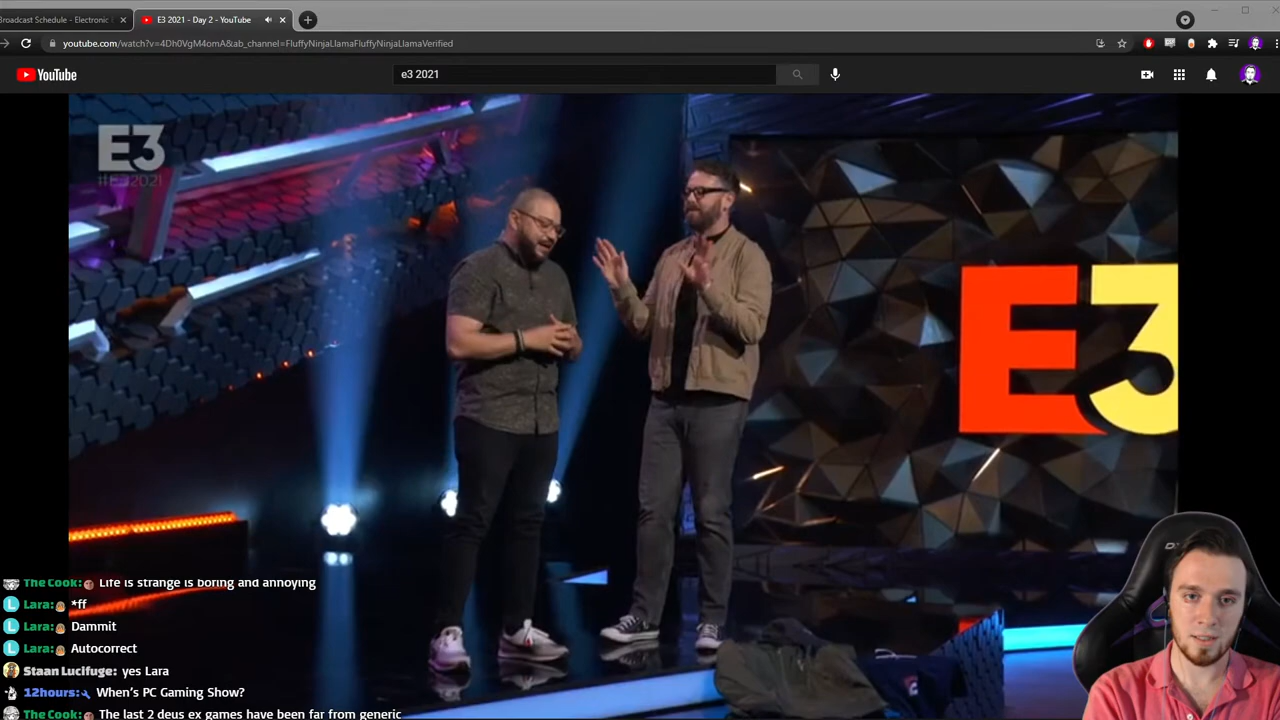 Broadcast Schedule - Electronic
E3 2021 - Day 2 - YouTube
youtube.com/watch?v=4Dh0VgM4omA&ab_channel=FluffyNinjaLlamaFluffyNinjaLlamaVerified
YouTube
e3 2021
E3
#E32021
E3
The Cook: Life is strange is boring and annoying
Lara: *ff
Lara: Dammit
Lara: Autocorrect
Staan Lucifuge: yes Lara
12hours: When's PC Gaming Show?
The Cook: The last 2 deus ex games have been far from generic